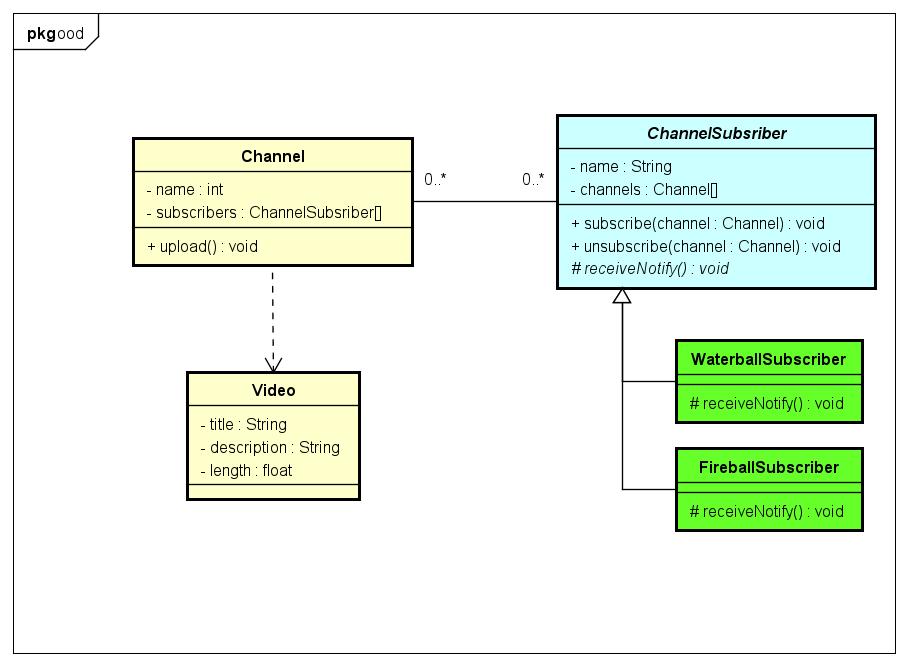 pkgood
Channel
- name : int
- subscribers : ChannelSubsriber[]
+ upload() : void
0..*
0..*
ChannelSubsriber
- name : String
- channels : Channel[]
+ subscribe(channel : Channel) : void
+ unsubscribe(channel : Channel) : void
# receiveNotify() : void
Video
- title : String
- description : String
- length : float
WaterballSubscriber
# receiveNotify() : void
FireballSubscriber
# receiveNotify() : void